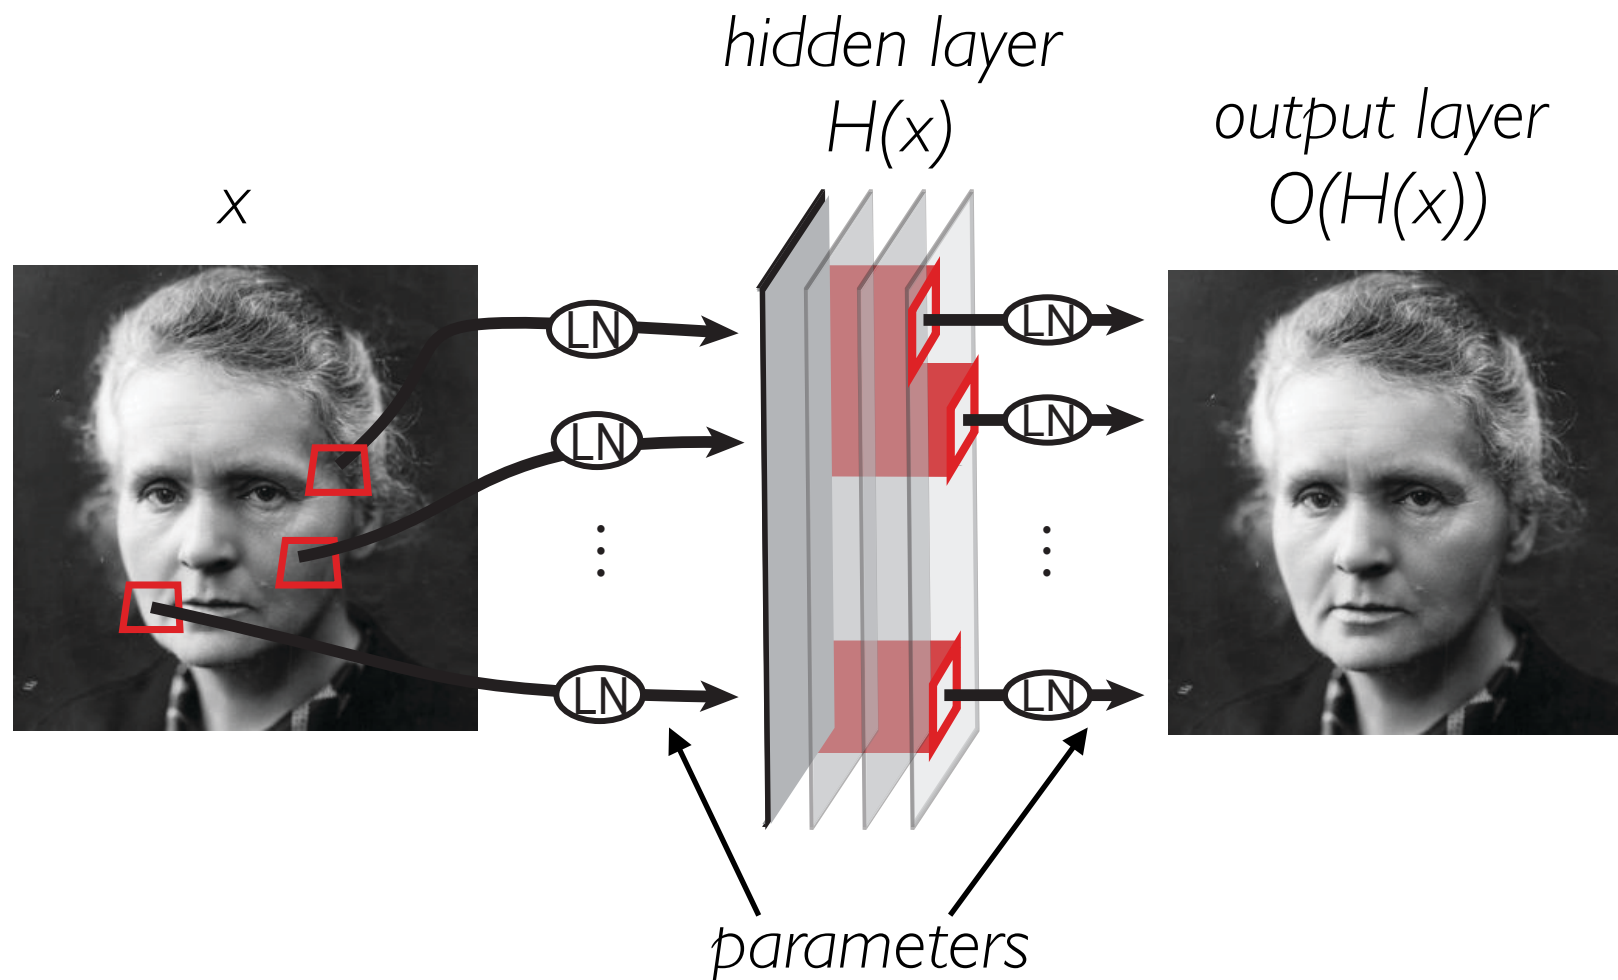 hidden layer
H(x)
output layer
O(H(x))
x
LN
LN
LN
LN
LN
LN
parameters